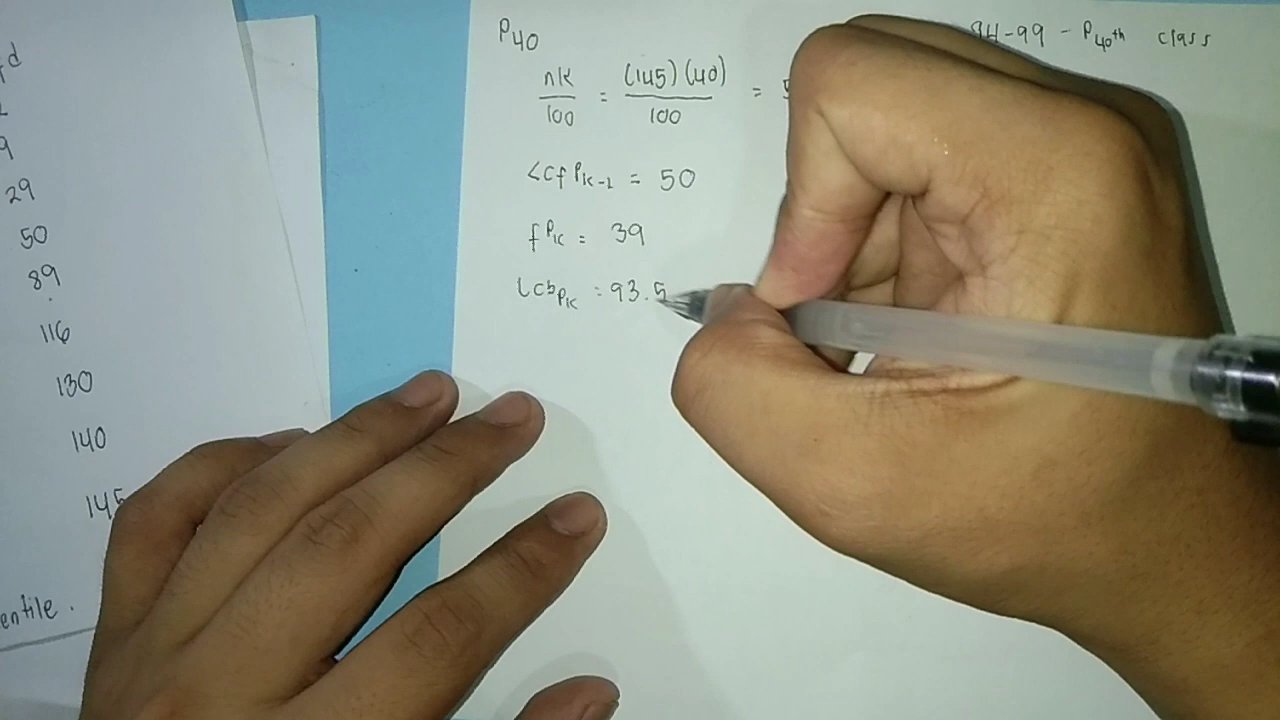 29
50
89
116
130
140
145
entile.
P40
nk/100 = (145)(40)/100 =
<cf Pk-1 = 50
f Pk = 39
LCB Pk = 93.5
94-99 - P40th class